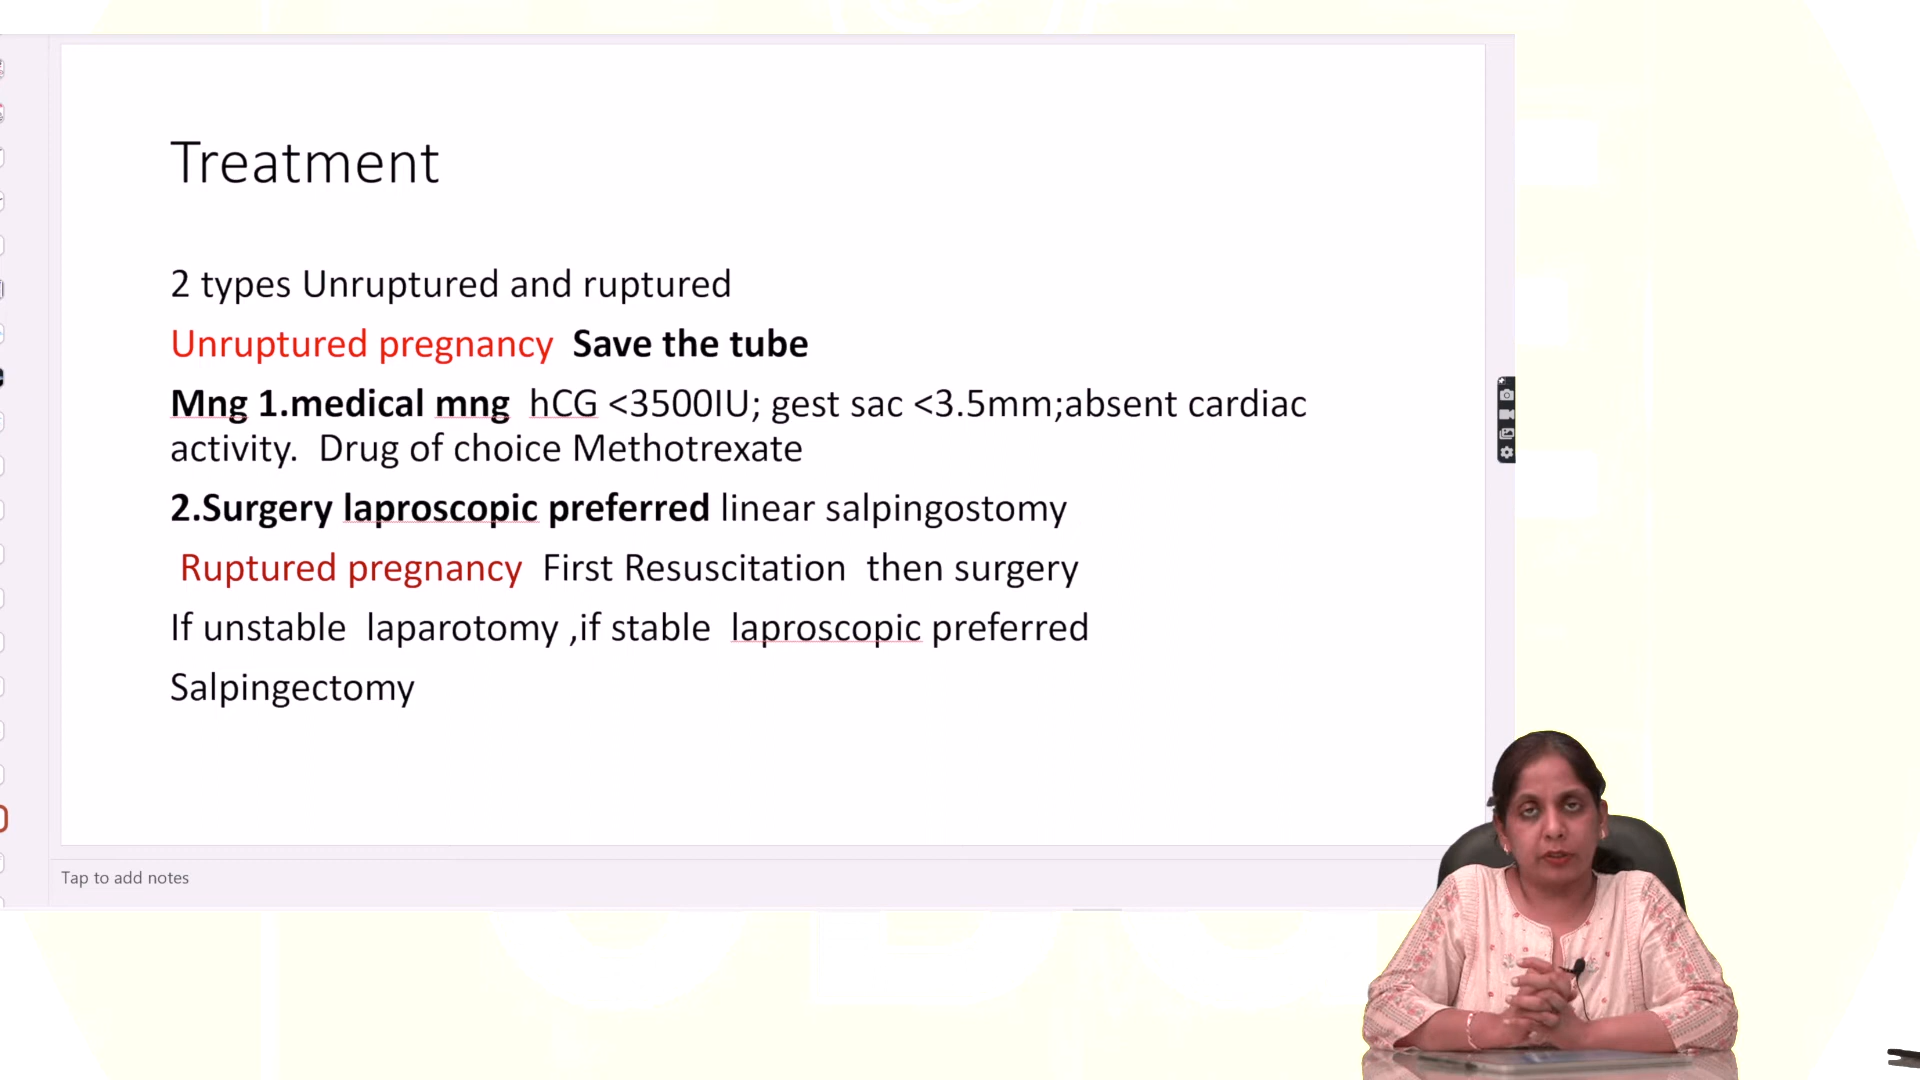 Treatment
2 types Unruptured and ruptured
Unruptured pregnancy Save the tube
Mng 1.medical mng hCG <3500IU; gest sac <3.5mm;absent cardiac
activity. Drug of choice Methotrexate
2.Surgery laproscopic preferred linear salpingostomy
Ruptured pregnancy First Resuscitation then surgery
If unstable laparotomy ,if stable laproscopic preferred
Salpingectomy
Tap to add notes